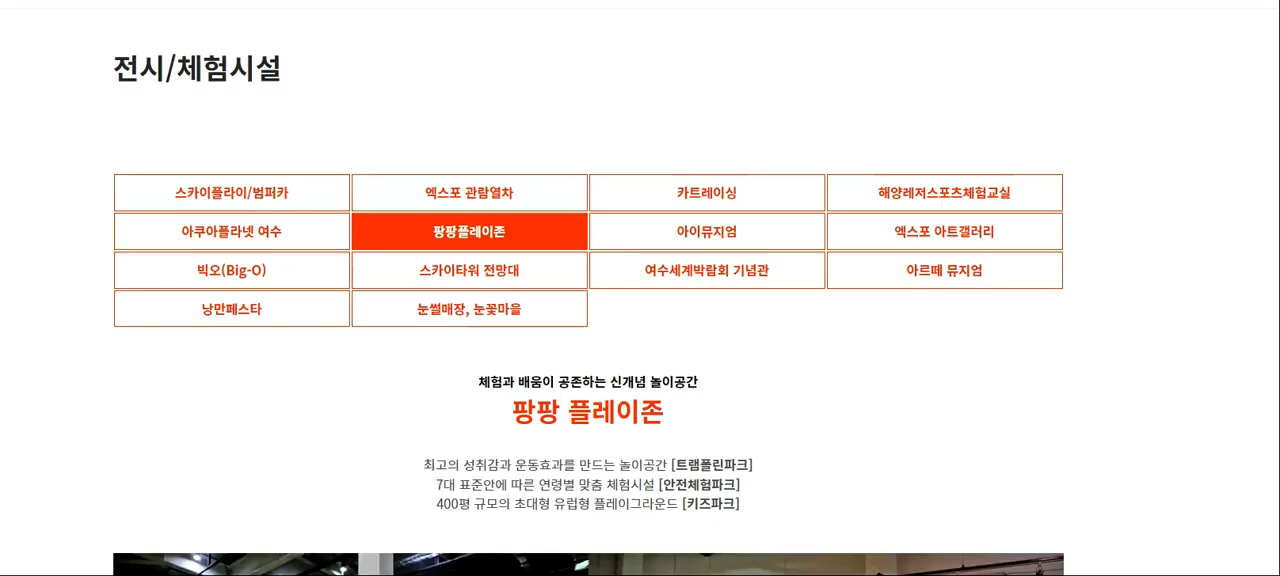 전시/체험시설
스카이플라이/범퍼카 엑스포 관람열차 카트레이싱 해양레저스포츠체험교실
아쿠아플라넷 여수 팡팡플레이존 아이뮤지엄 엑스포 아트갤러리
빅오(Big-O) 스카이타워 전망대 여수세계박람회 기념관 아르떼 뮤지엄
낭만페스타 눈썰매장, 눈꽃마을
체험과 배움이 공존하는 신개념 놀이공간
팡팡 플레이존
최고의 성취감과 운동효과를 만드는 놀이공간 [트램폴린파크]
7대 표준안에 따른 연령별 맞춤 체험시설 [안전체험파크]
400평 규모의 초대형 유럽형 플레이그라운드 [키즈파크]